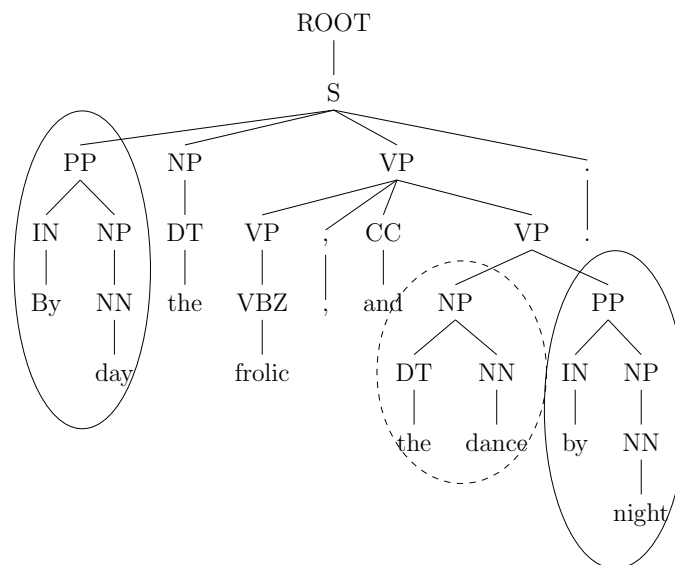 ROOT
S
PP NP VP .
IN NP DT VP , CC VP .
By NN the VBZ , and NP PP
day frolic DT NN IN NP
the dance by NN
night